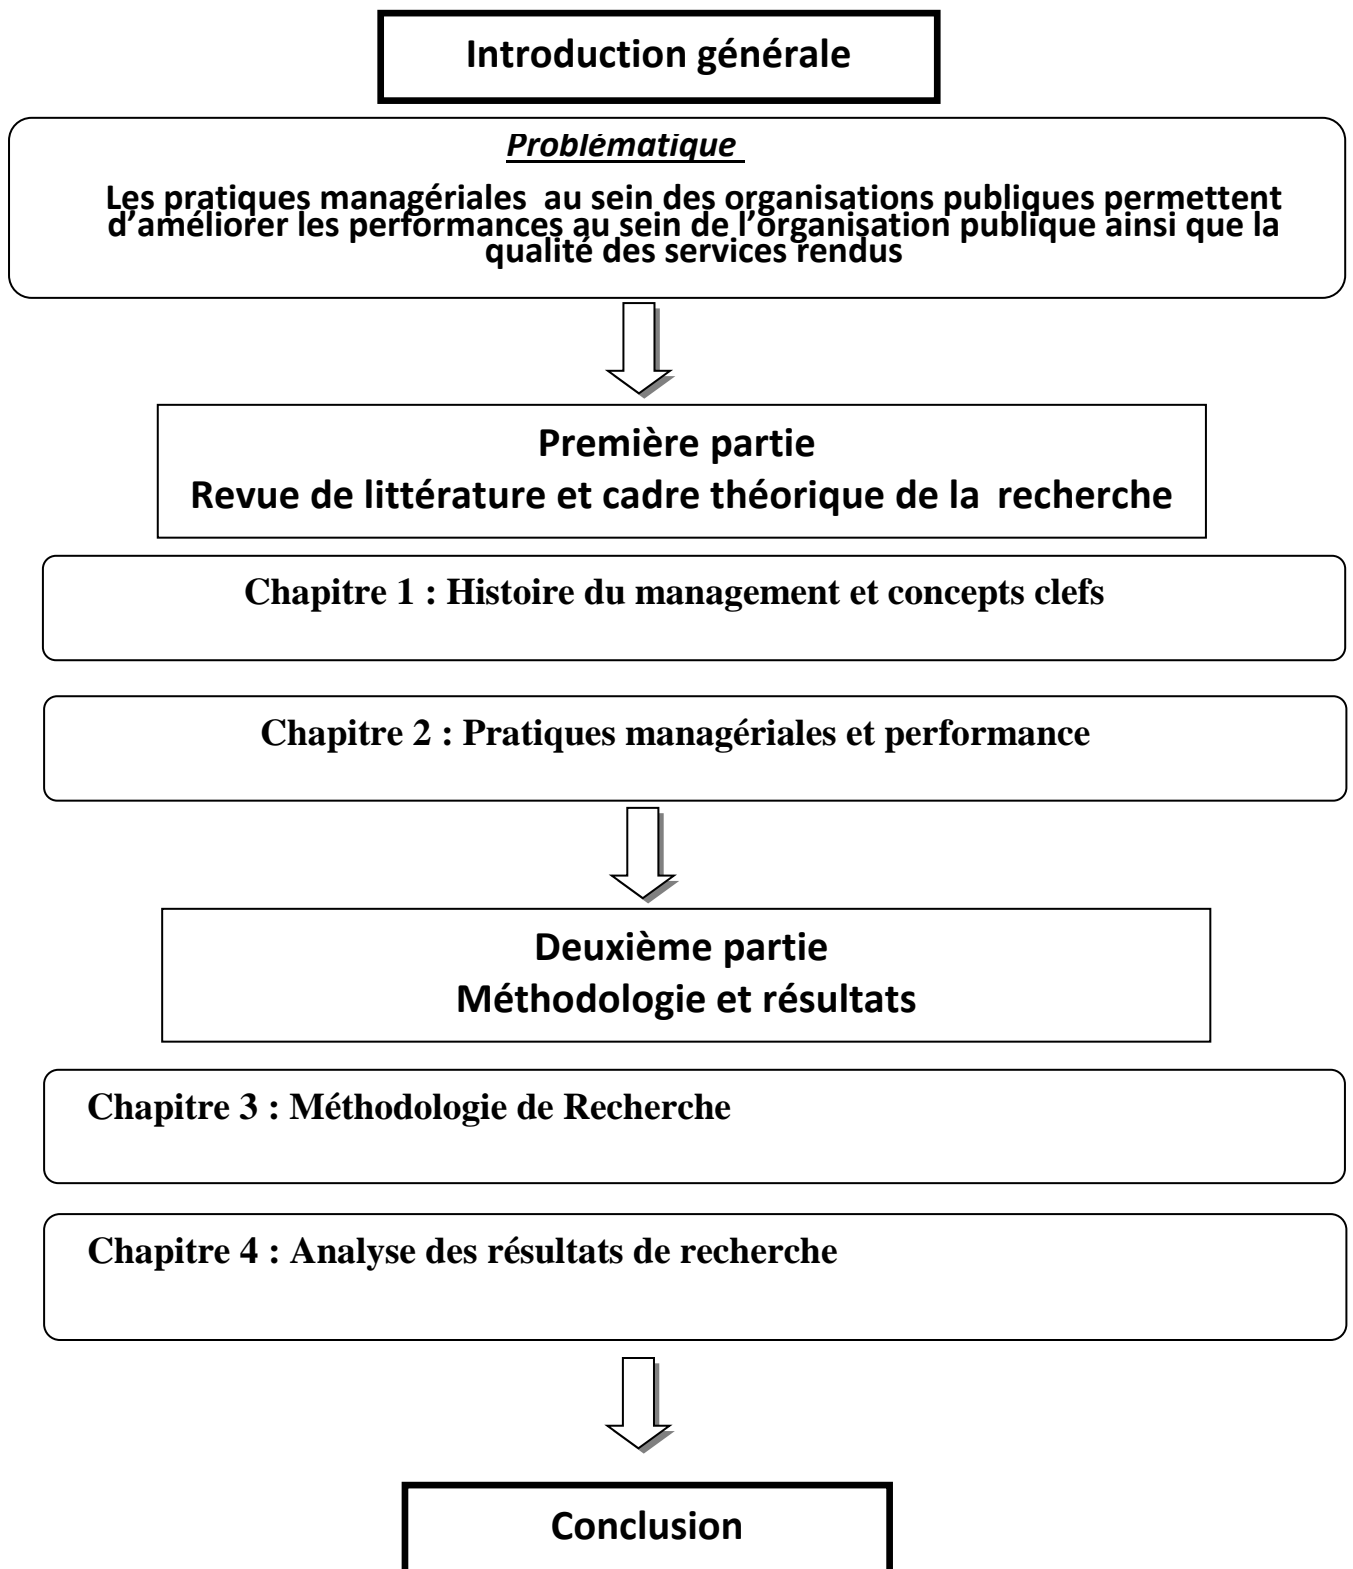 Introduction générale
Problématique
Les pratiques managériales au sein des organisations publiques permettent
d'améliorer les performances au sein de l'organisation publique ainsi que la
qualité des services rendus
Première partie
Revue de littérature et cadre théorique de la recherche
Chapitre 1 : Histoire du management et concepts clefs
Chapitre 2 : Pratiques managériales et performance
Deuxième partie
Méthodologie et résultats
Chapitre 3 : Méthodologie de Recherche
Chapitre 4 : Analyse des résultats de recherche
Conclusion